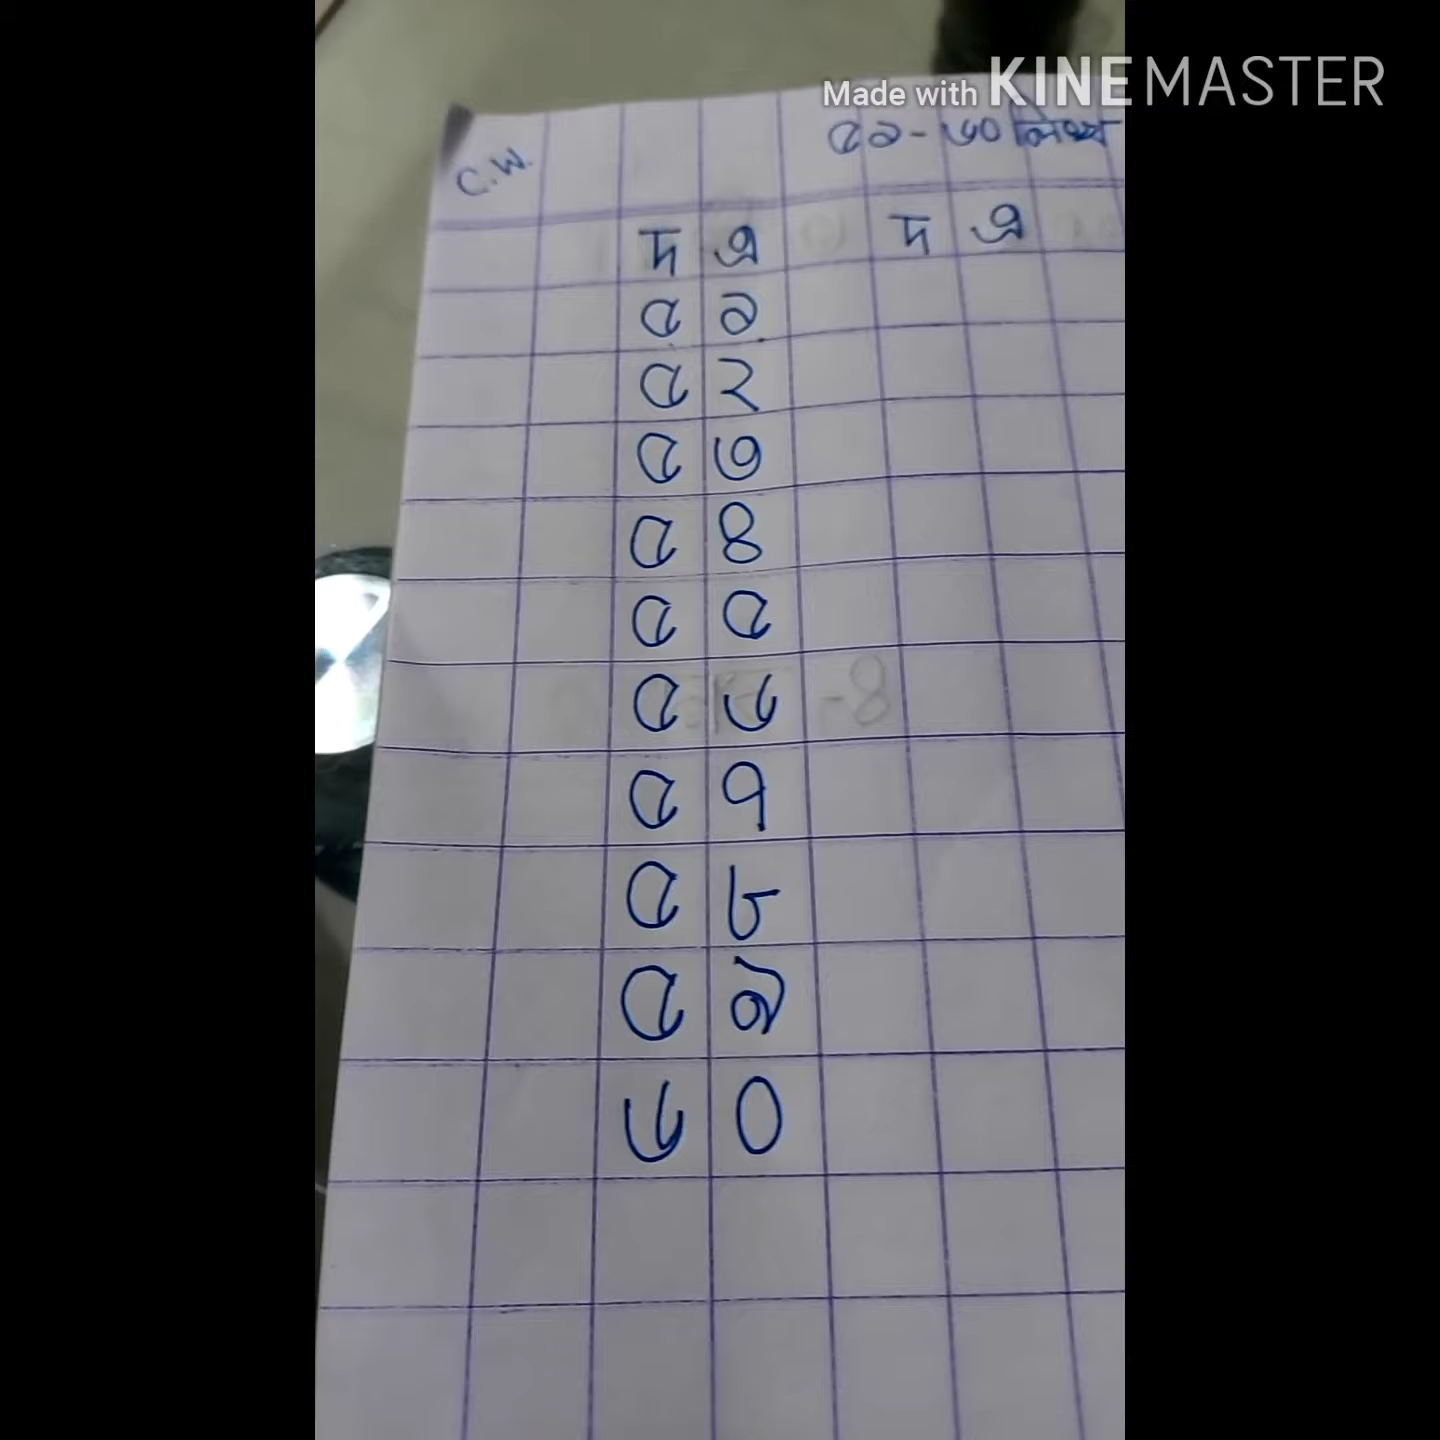 Made with KINEMASTER
C.W.
৫১-৬০ লিখ
দ এ দ এ
৫ ১
৫ ২
৫ ৩
৫ ৪
৫ ৫
৫ ৬
৫ ৭
৫ ৮
৫ ৯
৬ ০